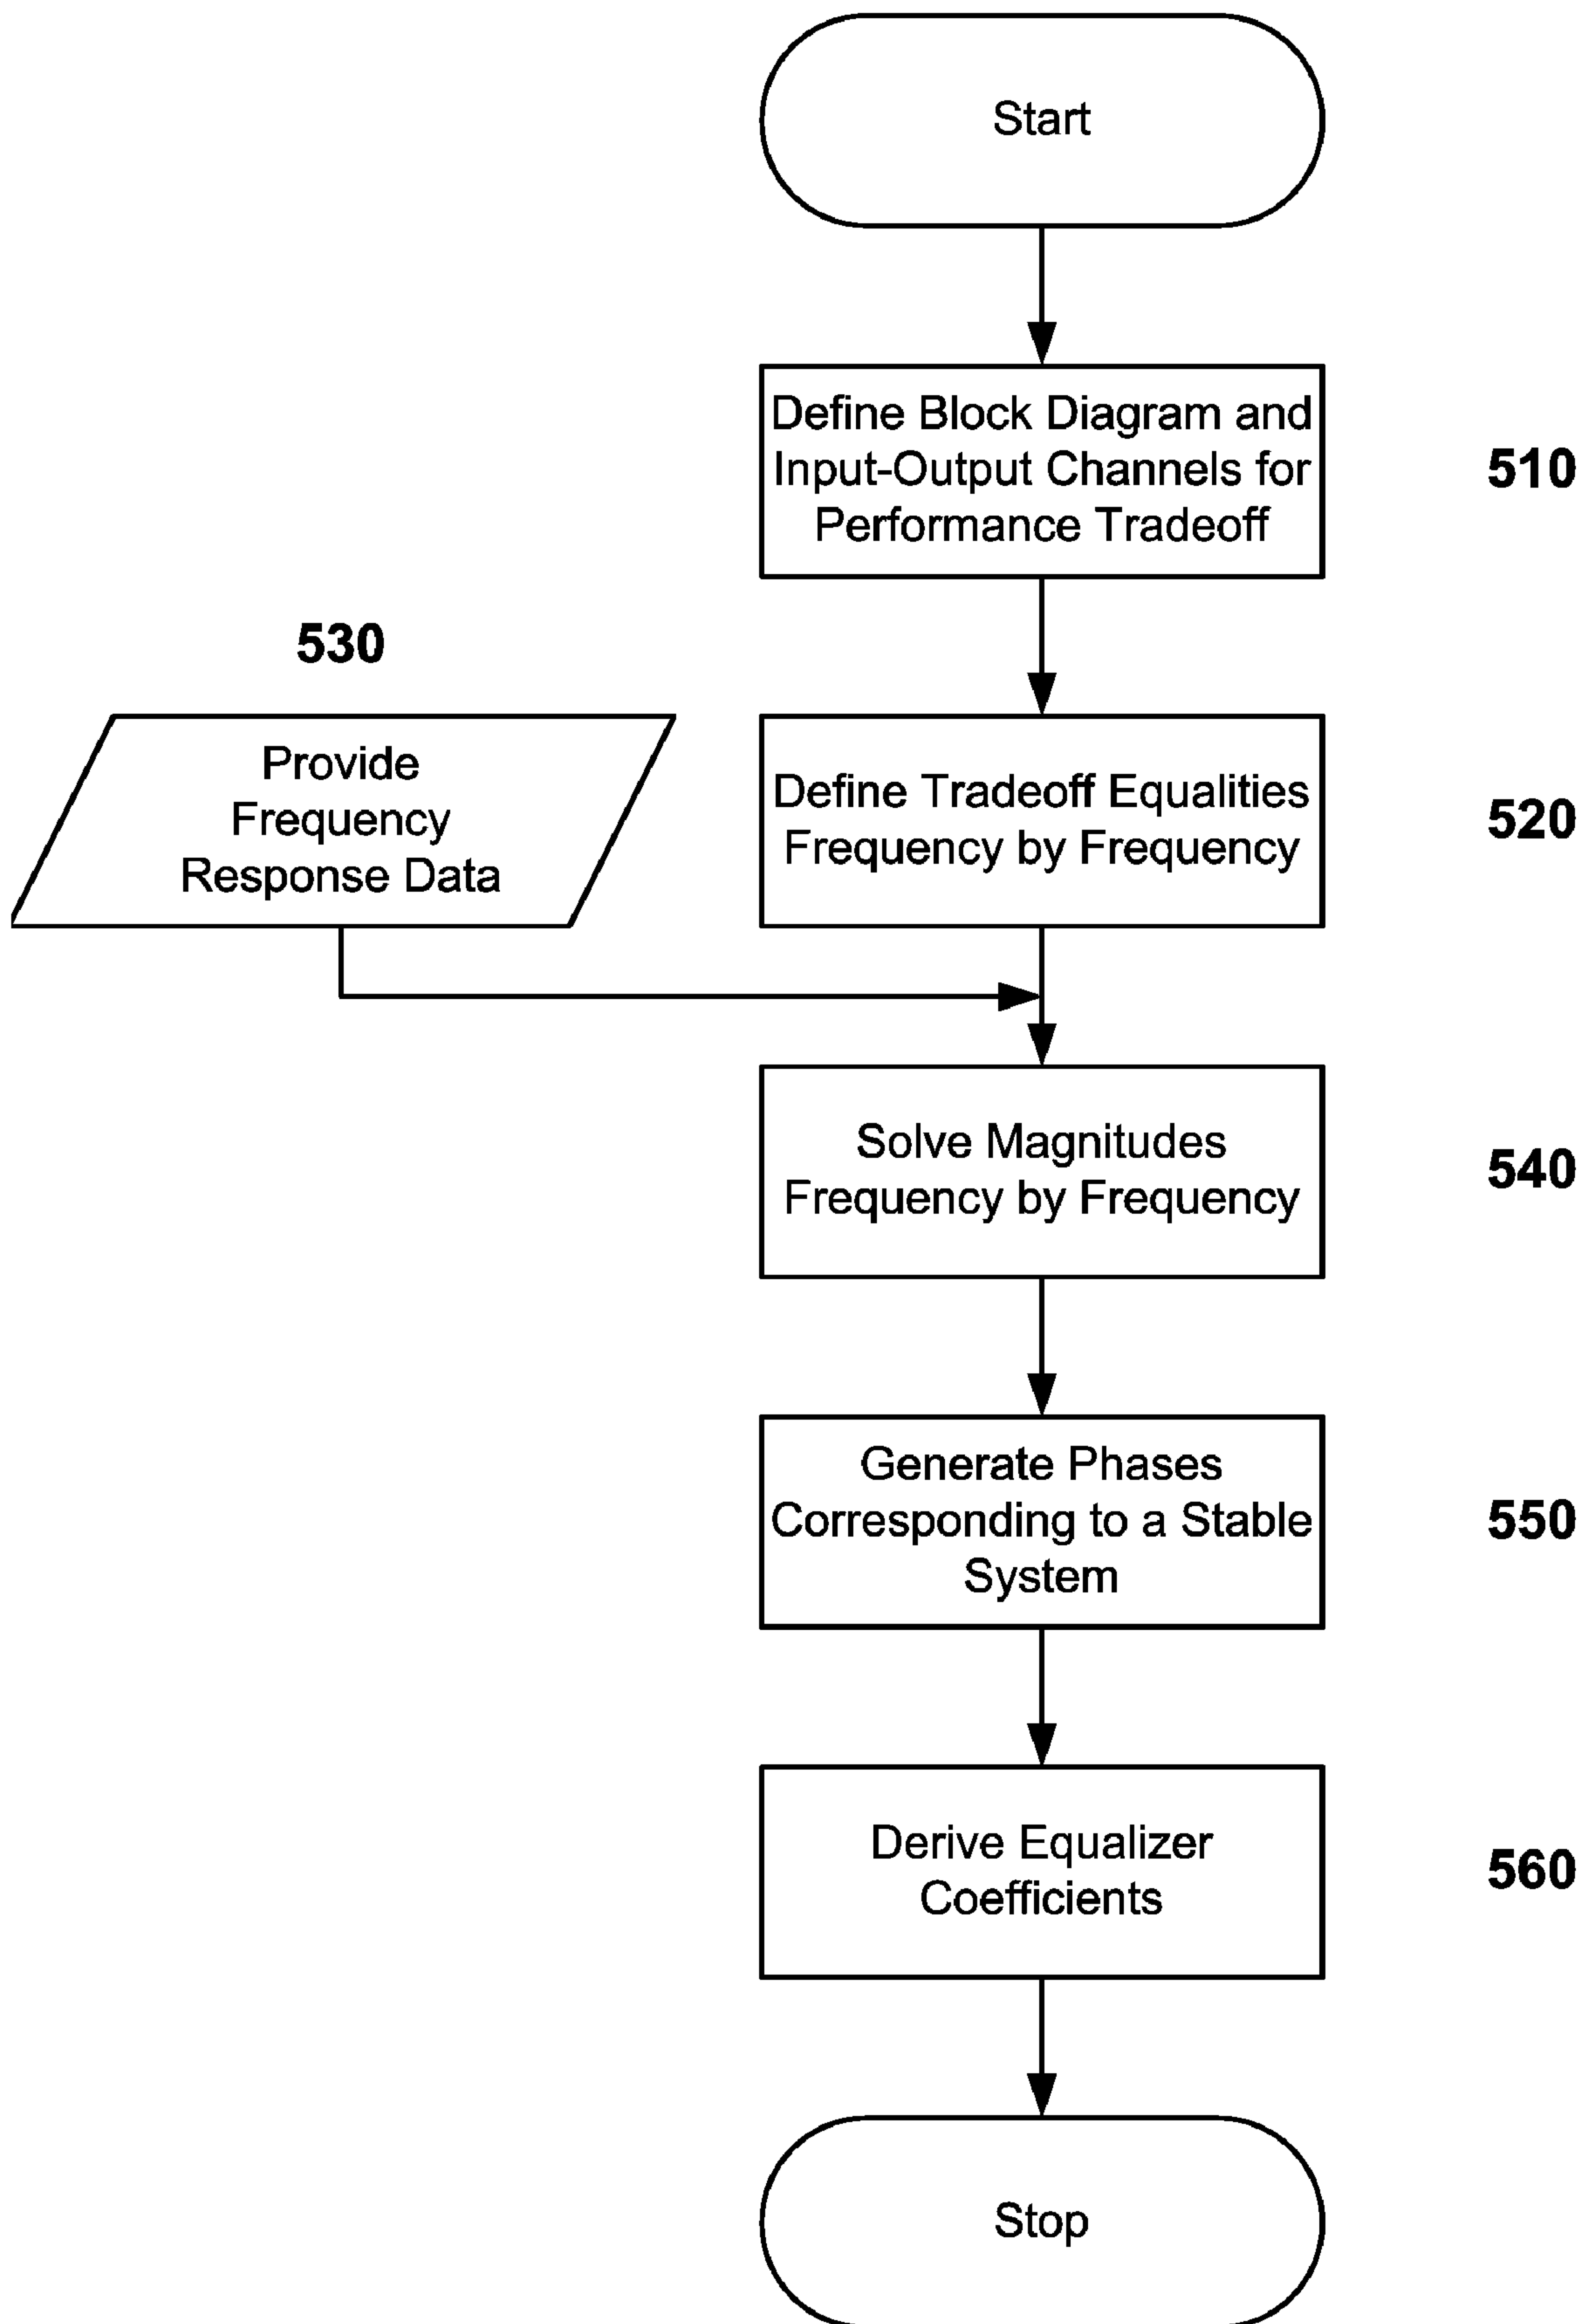 Start
Define Block Diagram and
Input-Output Channels for
Performance Tradeoff
510
530
Provide
Frequency
Response Data
Define Tradeoff Equalities
Frequency by Frequency
520
Solve Magnitudes
Frequency by Frequency
540
Generate Phases
Corresponding to a Stable
System
550
Derive Equalizer
Coefficients
560
Stop